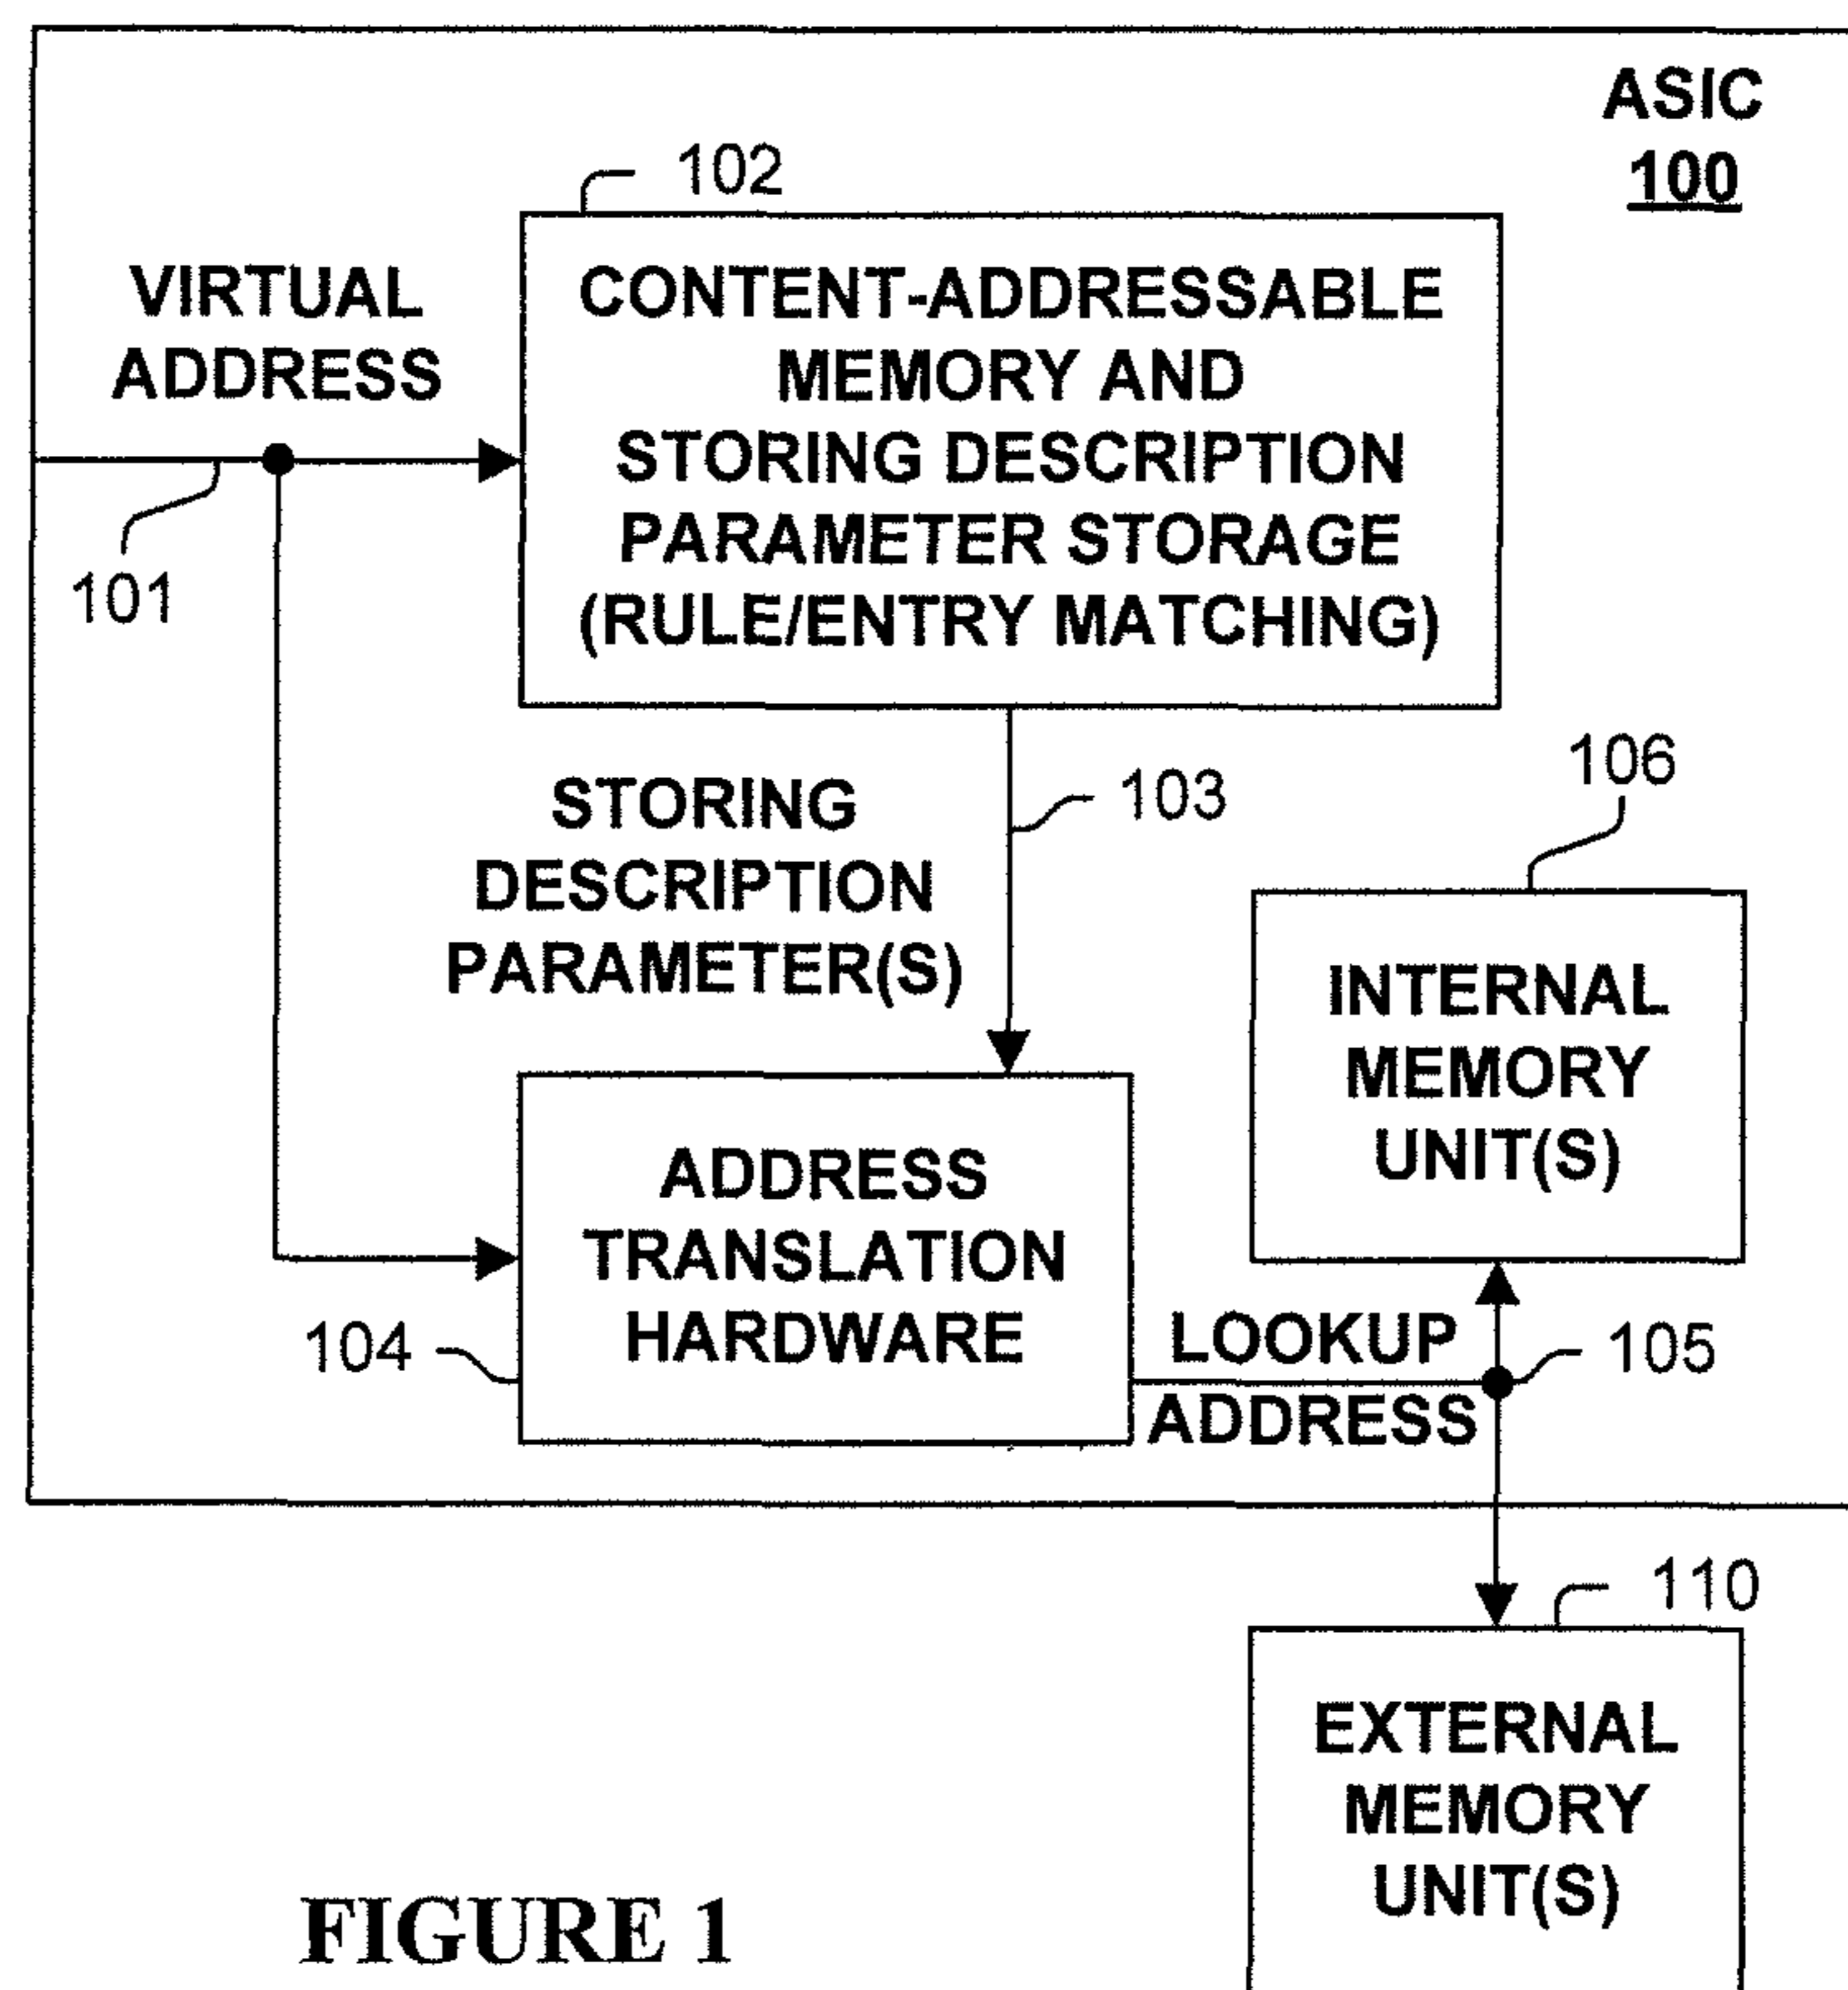 ASIC
100
102
VIRTUAL
ADDRESS
CONTENT-ADDRESSABLE
MEMORY AND
STORING DESCRIPTION
PARAMETER STORAGE
(RULE/ENTRY MATCHING)
101
STORING
DESCRIPTION
PARAMETER(S)
103
106
INTERNAL
MEMORY
UNIT(S)
ADDRESS
TRANSLATION
HARDWARE
104
LOOKUP
ADDRESS
105
110
EXTERNAL
MEMORY
UNIT(S)
FIGURE 1